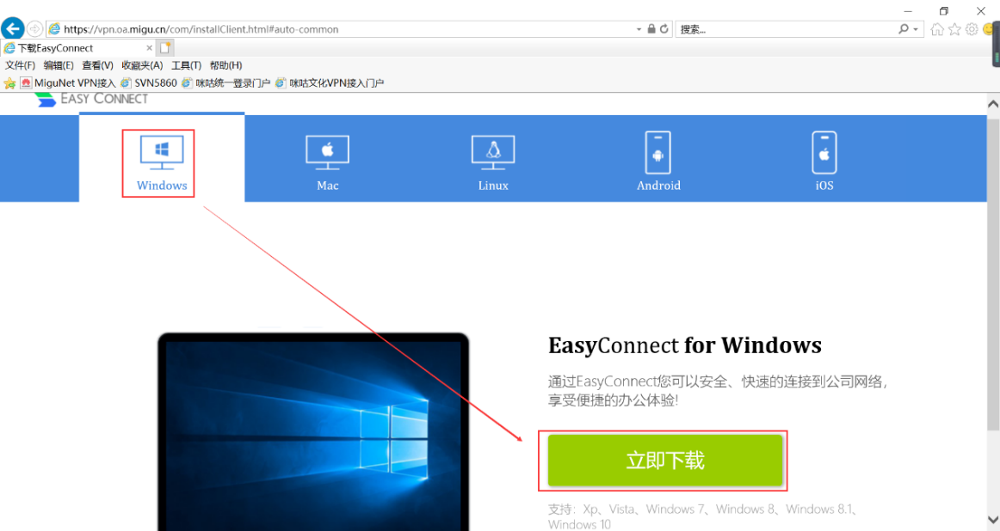 https://vpn.oa.migu.cn/com/installClient.html#auto-common
搜索...
下载EasyConnect
文件(F) 编辑(E) 查看(V) 收藏夹(A) 工具(T) 帮助(H)
MiguNet VPN接入 SVN5860 咪咕统一登录门户 咪咕文化VPN接入门户
EASY CONNECT
Windows Mac Linux Android iOS
EasyConnect for Windows
通过EasyConnect您可以安全、快速的连接到公司网络，
享受便捷的办公体验!
立即下载
支持：Xp、Vista、Windows 7、Windows 8、Windows 8.1、
Windows 10